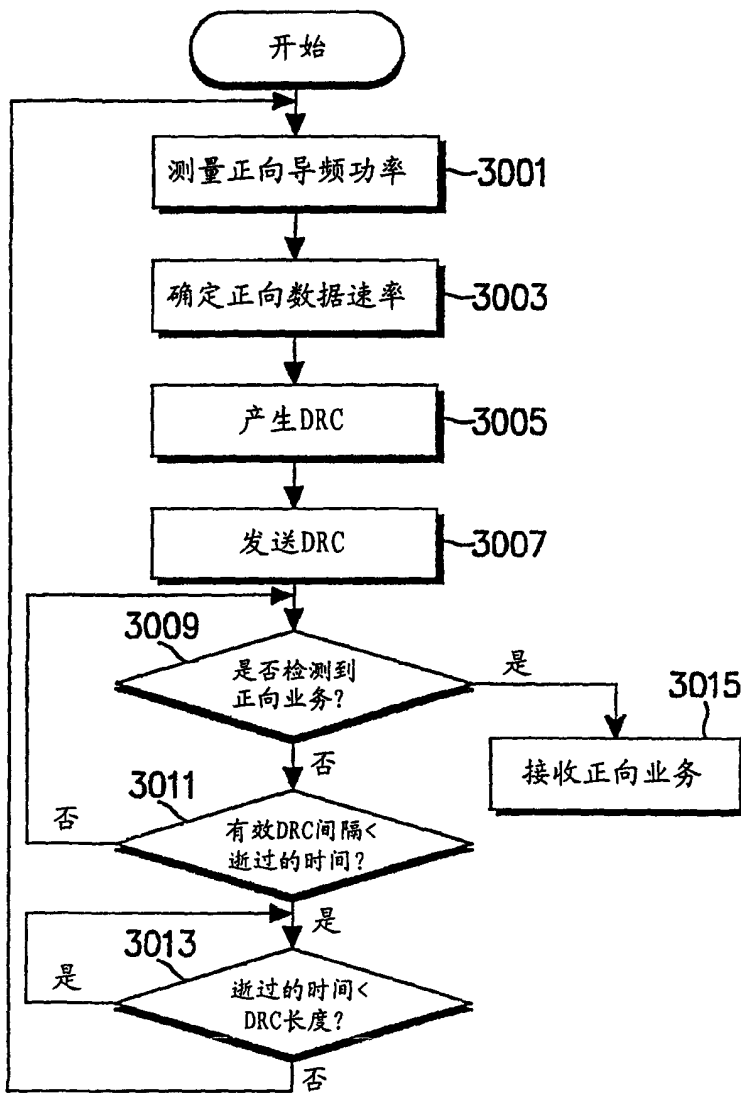 开始
测量正向导频功率
3001
确定正向数据速率
3003
产生DRC
3005
发送DRC
3007
3009
是否检测到
正向业务?
是
3015
接收正向业务
否
3011
有效DRC间隔<
逝过的时间?
否
是
3013
逝过的时间<
DRC长度?
是
否